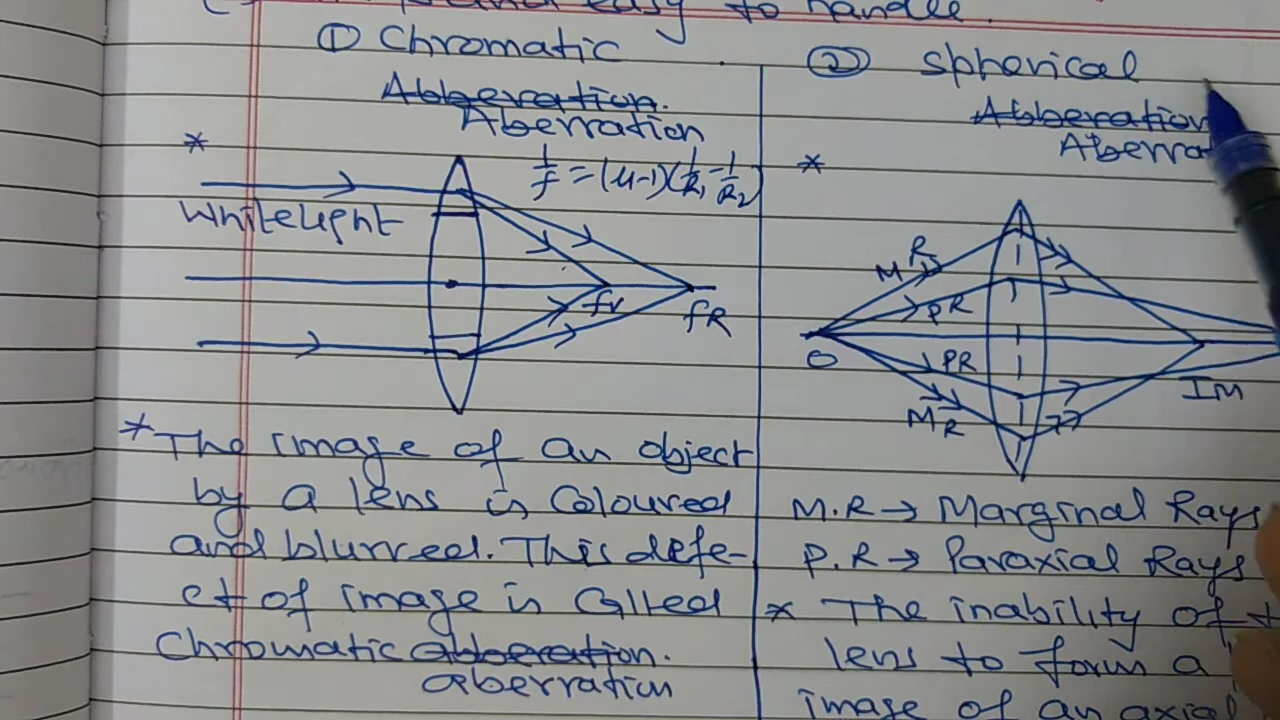 easy to handle.
① Chromatic
Abberation.
Aberration
*
1/f = (μ-1)(1/R1 - 1/R2)
White Light
fv
fR
* The image of an object
by a lens is Coloured
and blurred. This defe-
ct of image is Called
Chromatic abberation.
aberration
② Spherical
Abberation
Aberra
*
MR
PR
O
PR
MR
IM
M.R → Marginal Rays
P.R → Paraxial Rays
* The inability of
lens to form a
image of an axial